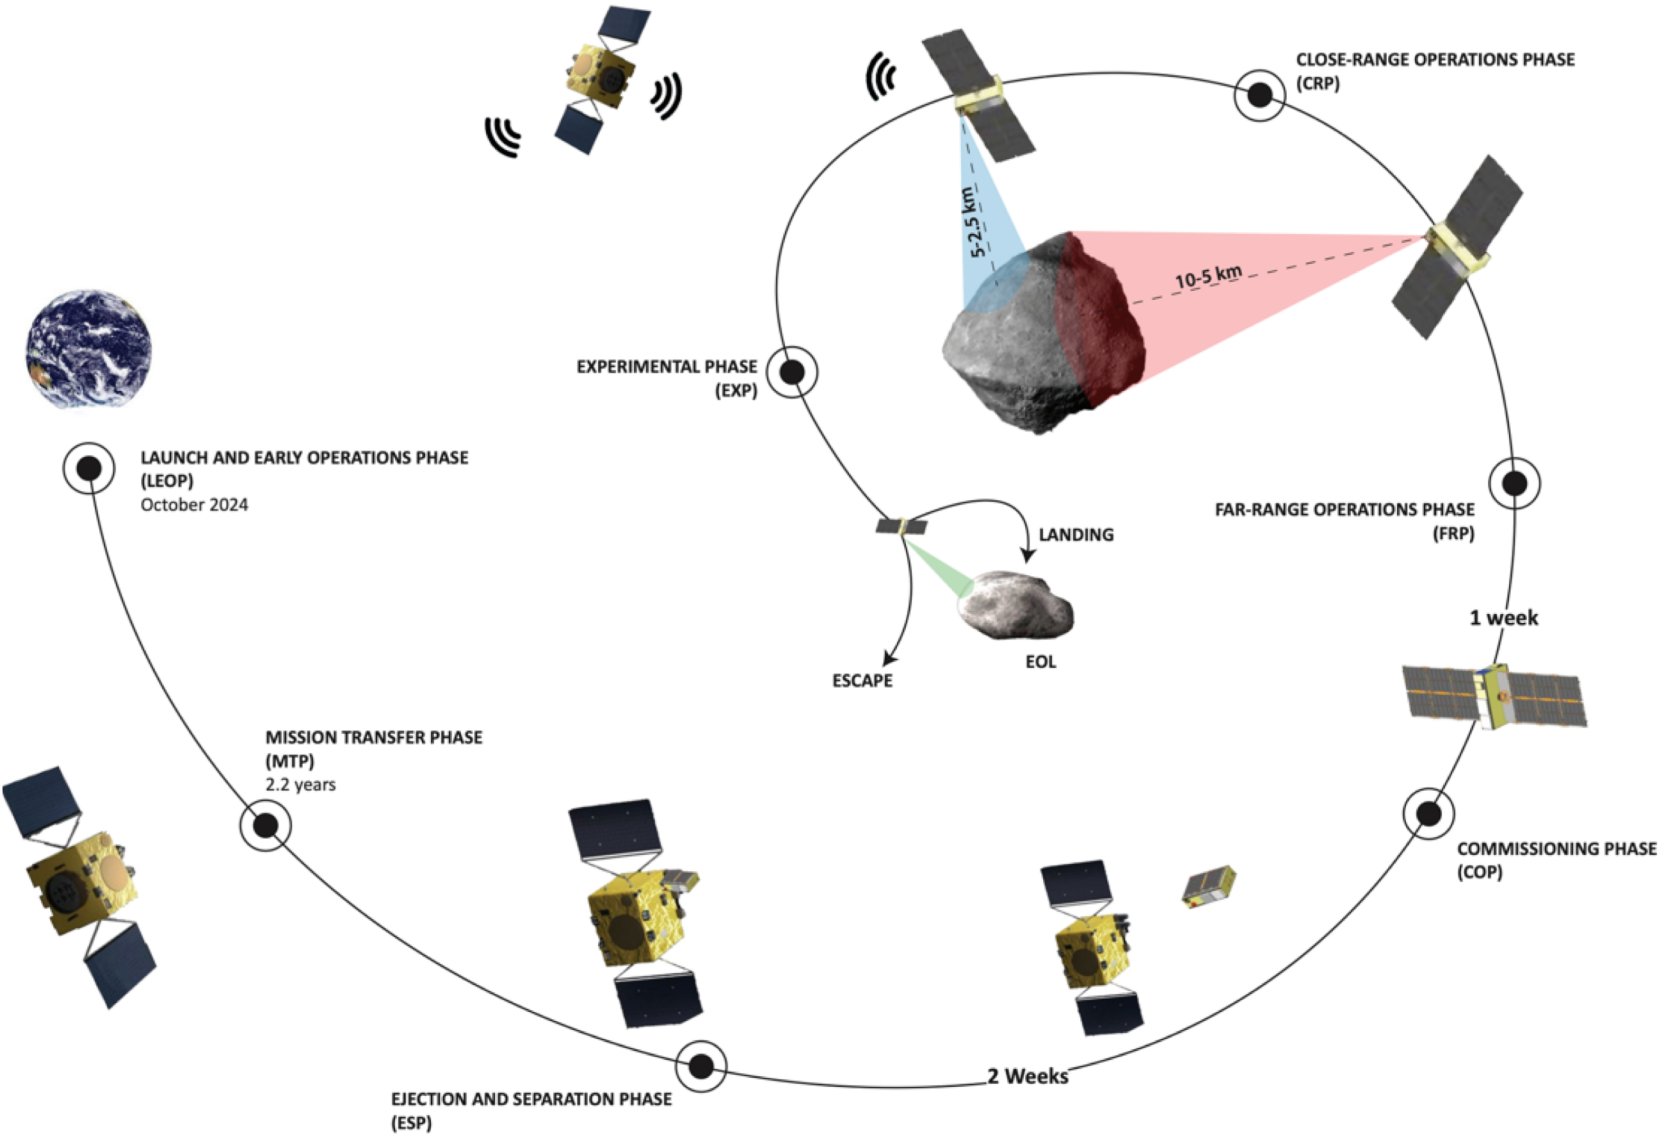 CLOSE-RANGE OPERATIONS PHASE
(CRP)
5-2.5 km
10-5 km
EXPERIMENTAL PHASE
(EXP)
LAUNCH AND EARLY OPERATIONS PHASE
(LEOP)
October 2024
FAR-RANGE OPERATIONS PHASE
(FRP)
LANDING
1 week
EOL
ESCAPE
MISSION TRANSFER PHASE
(MTP)
2.2 years
COMMISSIONING PHASE
(COP)
2 Weeks
EJECTION AND SEPARATION PHASE
(ESP)